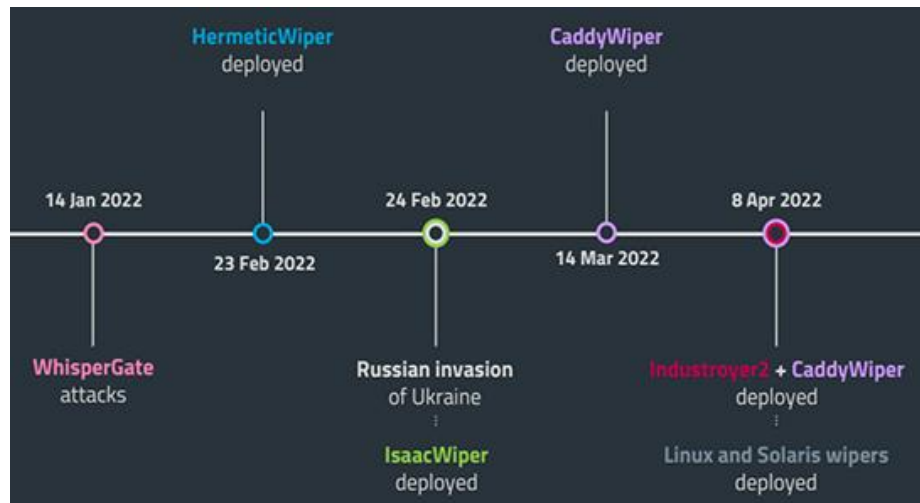 HermeticWiper
deployed
CaddyWiper
deployed
14 Jan 2022
24 Feb 2022
8 Apr 2022
23 Feb 2022
14 Mar 2022
WhisperGate
attacks
Russian invasion
of Ukraine
IsaacWiper
deployed
Industroyer2 + CaddyWiper
deployed
Linux and Solaris wipers
deployed